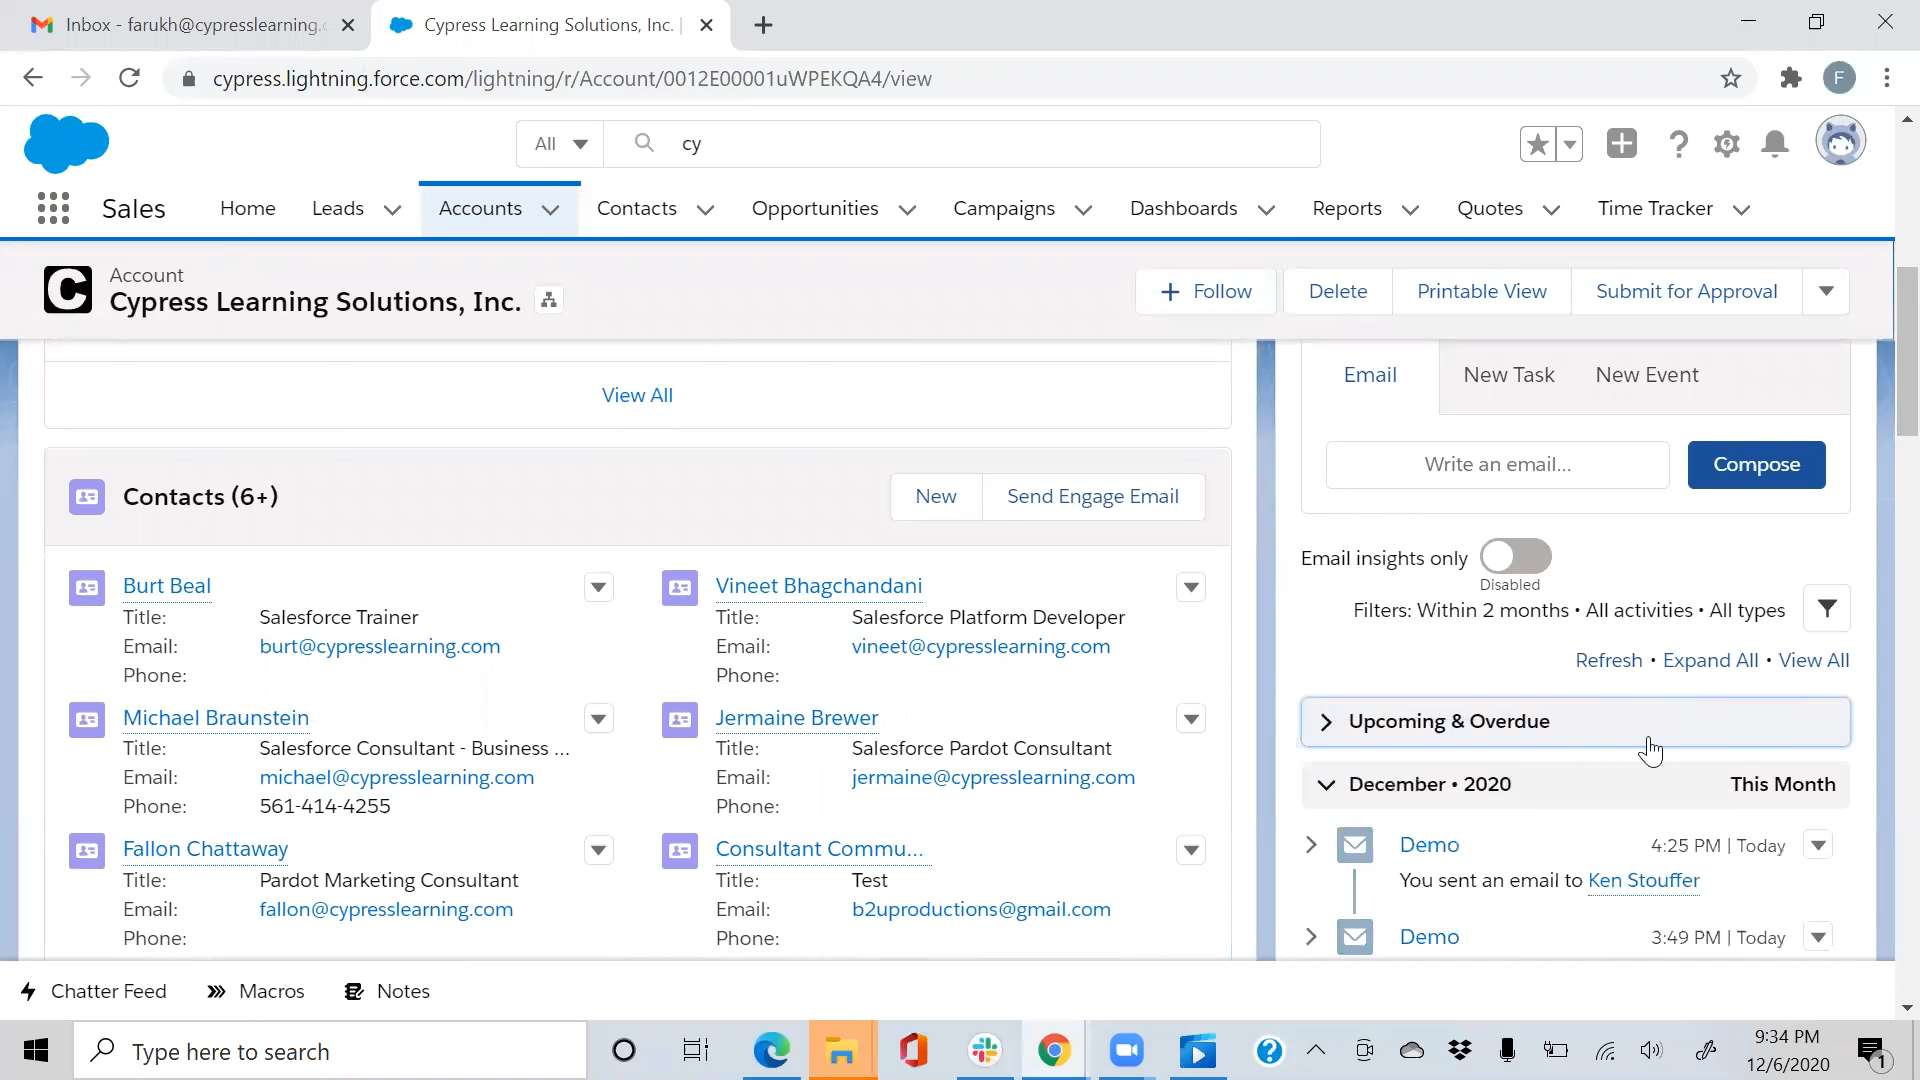 Inbox - farukh@cypresslearning.
Cypress Learning Solutions, Inc. |
cypress.lightning.force.com/lightning/r/Account/0012E00001uWPEKQA4/view
F
All
cy
Sales
Home
Leads
Accounts
Contacts
Opportunities
Campaigns
Dashboards
Reports
Quotes
Time Tracker
C
Account
Cypress Learning Solutions, Inc.
+ Follow
Delete
Printable View
Submit for Approval
View All
Contacts (6+)
New
Send Engage Email
Burt Beal
Title: Salesforce Trainer
Email: burt@cypresslearning.com
Phone:
Vineet Bhagchandani
Title: Salesforce Platform Developer
Email: vineet@cypresslearning.com
Phone:
Michael Braunstein
Title: Salesforce Consultant - Business ...
Email: michael@cypresslearning.com
Phone: 561-414-4255
Jermaine Brewer
Title: Salesforce Pardot Consultant
Email: jermaine@cypresslearning.com
Phone:
Fallon Chattaway
Title: Pardot Marketing Consultant
Email: fallon@cypresslearning.com
Phone:
Consultant Commu...
Title: Test
Email: b2uproductions@gmail.com
Phone:
Email
New Task
New Event
Write an email...
Compose
Email insights only
Disabled
Filters: Within 2 months • All activities • All types
Refresh • Expand All • View All
Upcoming & Overdue
December • 2020 This Month
Demo 4:25 PM | Today
You sent an email to Ken Stouffer
Demo 3:49 PM | Today
Chatter Feed
Macros
Notes
Type here to search
9:34 PM
12/6/2020
1